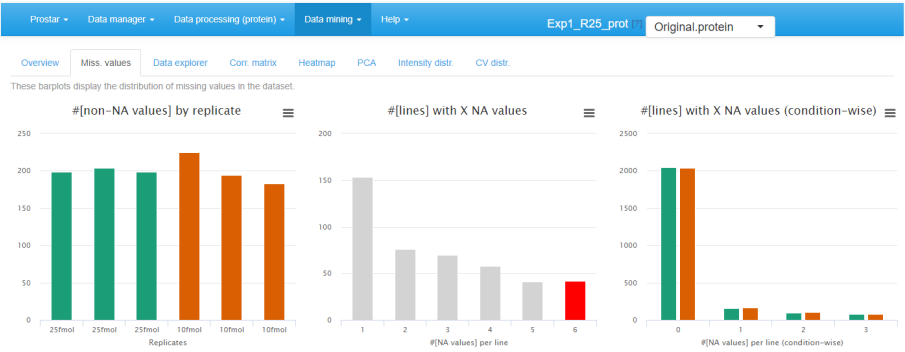 Prostar Data manager Data processing (protein) Data mining Help Exp1_R25_prot [?] Original.protein
Overview Miss. values Data explorer Corr. matrix Heatmap PCA Intensity distr. CV distr.
These barplots display the distribution of missing values in the dataset.
#[non-NA values] by replicate
250
200
150
100
50
0
25fmol 25fmol 25fmol 10fmol 10fmol 10fmol
Replicates
#[lines] with X NA values
200
150
100
50
0
1 2 3 4 5 6
#[NA values] per line
#[lines] with X NA values (condition-wise)
2500
2000
1500
1000
500
0
0 1 2 3
#[NA values] per line (condition-wise)